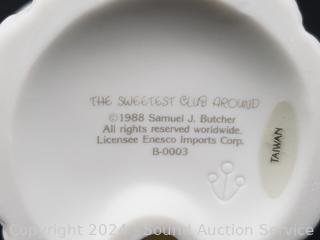 THE SWEETEST CLUB AROUND
©1988 Samuel J. Butcher
All rights reserved worldwide.
Licensee Enesco Imports Corp.
B-0003
TAIWAN
Copyright 2024 - Sound Auction Service